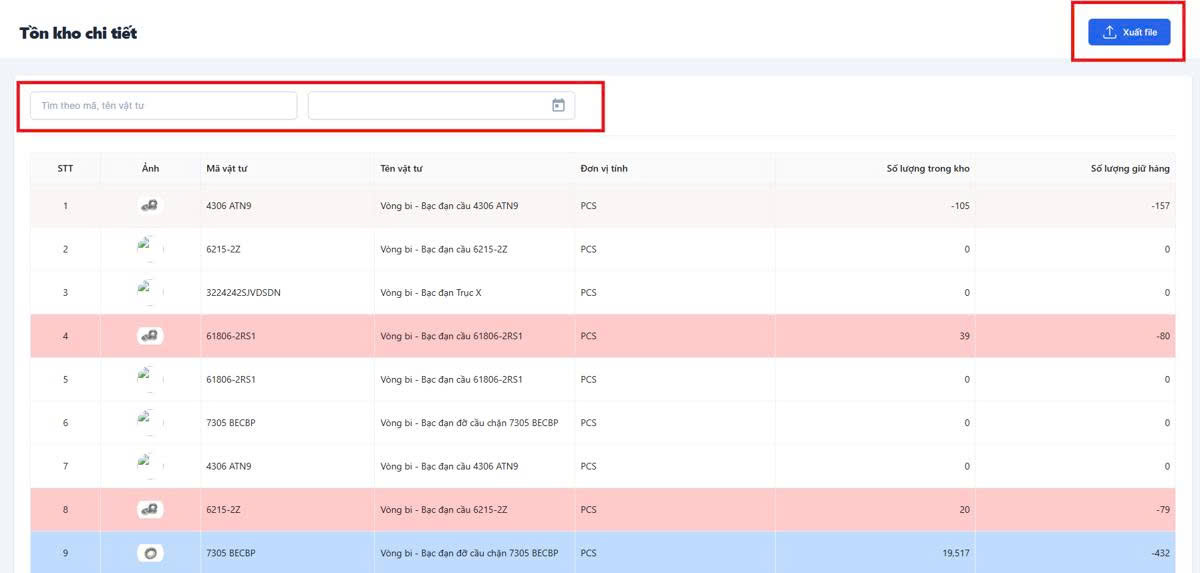 Tồn kho chi tiết
Xuất file
Tìm theo mã, tên vật tư
STT Ảnh Mã vật tư Tên vật tư Đơn vị tính Số lượng trong kho Số lượng giữ hàng
1 4306 ATN9 Vòng bi - Bạc đạn cầu 4306 ATN9 PCS -105 -157
2 6215-2Z Vòng bi - Bạc đạn cầu 6215-2Z PCS 0 0
3 3224242SJVDSDN Vòng bi - Bạc đạn Trục X PCS 0 0
4 61806-2RS1 Vòng bi - Bạc đạn cầu 61806-2RS1 PCS 39 -80
5 61806-2RS1 Vòng bi - Bạc đạn cầu 61806-2RS1 PCS 0 0
6 7305 BECBP Vòng bi - Bạc đạn đỡ cầu chặn 7305 BECBP PCS 0 0
7 4306 ATN9 Vòng bi - Bạc đạn cầu 4306 ATN9 PCS 0 0
8 6215-2Z Vòng bi - Bạc đạn cầu 6215-2Z PCS 20 -79
9 7305 BECBP Vòng bi - Bạc đạn đỡ cầu chặn 7305 BECBP PCS 19,517 -432